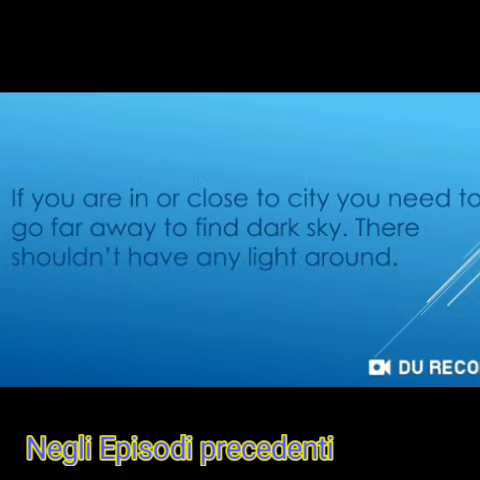 If you are in or close to city you need to
go far away to find dark sky. There
shouldn't have any light around.
DU RECO
Negli Episodi precedenti